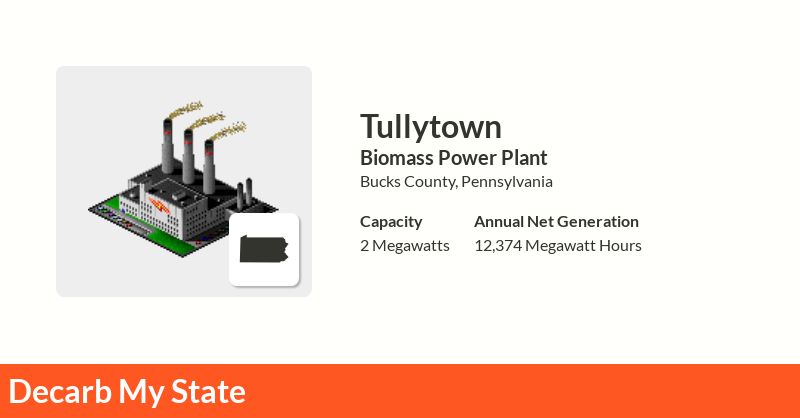 Tullytown
Biomass Power Plant
Bucks County, Pennsylvania
Capacity
Annual Net Generation
2 Megawatts
12,374 Megawatt Hours
Decarb My State